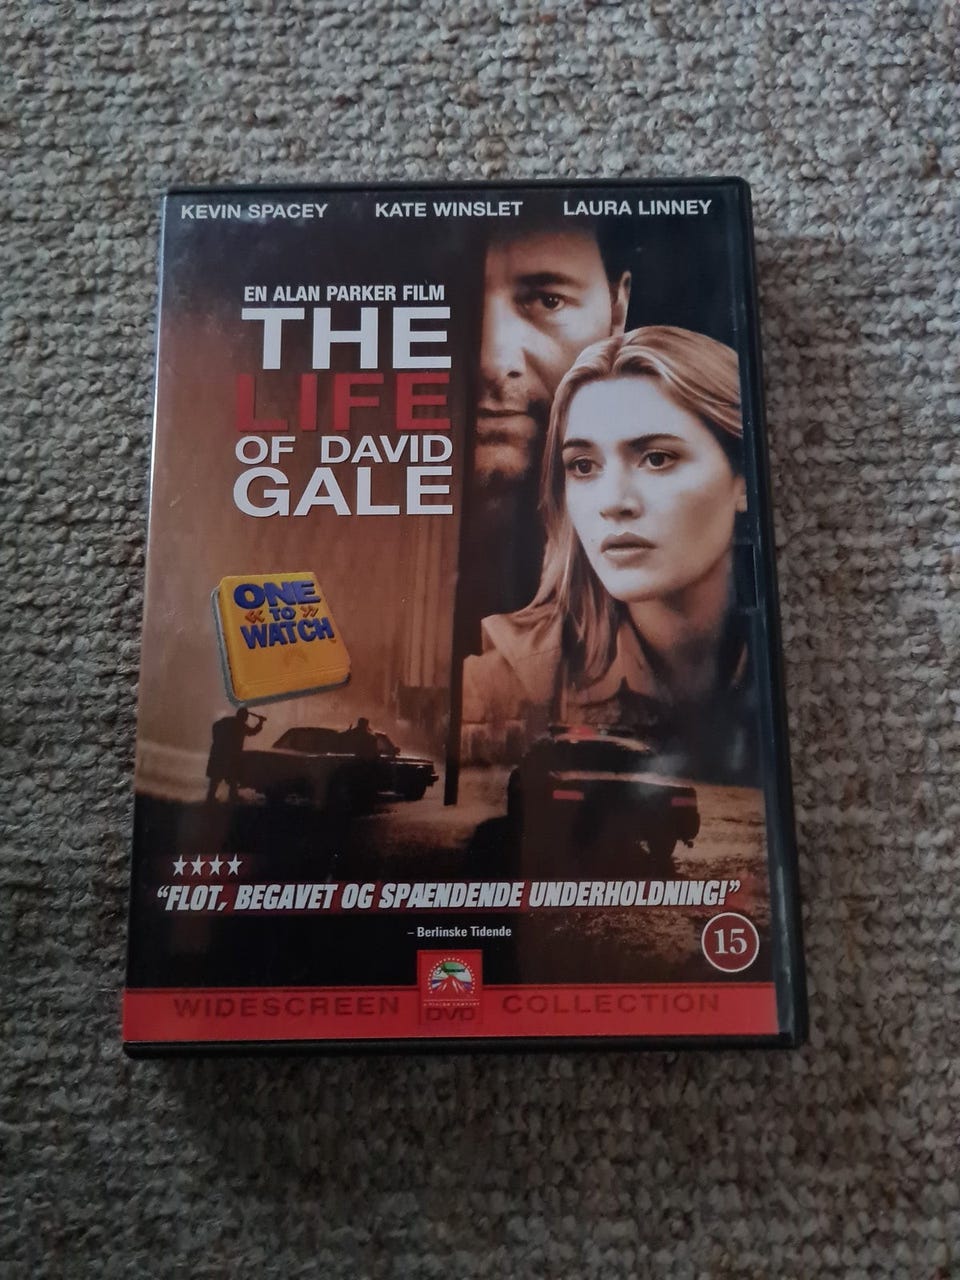 KEVIN SPACEY KATE WINSLET LAURA LINNEY
EN ALAN PARKER FILM
THE
LIFE
OF DAVID
GALE
ONE
TO
WATCH
"FLOT, BEGAVET OG SPÆNDENDE UNDERHOLDNING!"
– Berlinske Tidende
15
WIDESCREEN DVD COLLECTION